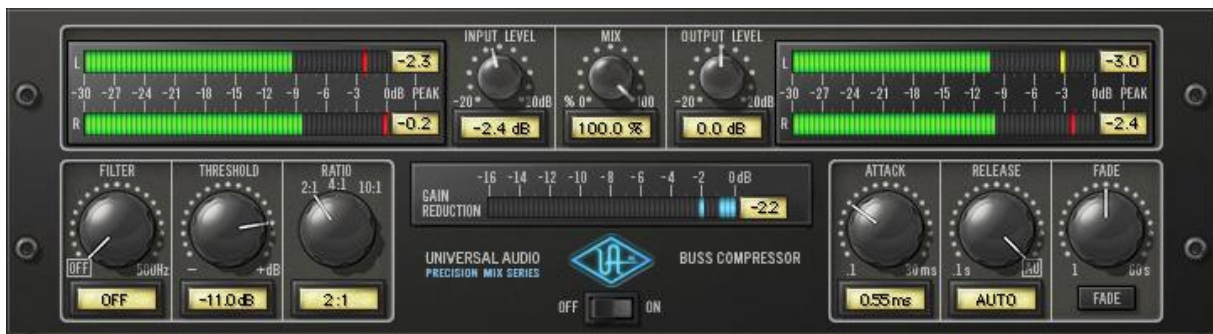 INPUT LEVEL
MIX
OUTPUT LEVEL
L
-2.3
-30 -27 -24 -21 -18 -15 -12 -9 -6 -3 0dB PEAK
R
-0.2
-20 20dB
-2.4 dB
% 0 100
100.0 %
-20 20dB
0.0 dB
L
-3.0
-30 -27 -24 -21 -18 -15 -12 -9 -6 -3 0dB PEAK
R
-2.4
FILTER
OFF 500Hz
OFF
THRESHOLD
- +dB
-11.0dB
RATIO
2:1 4:1 10:1
2:1
-16 -14 -12 -10 -8 -6 -4 -2 0dB
GAIN
REDUCTION
-2.2
UNIVERSAL AUDIO
PRECISION MIX SERIES
UA
BUSS COMPRESSOR
OFF ON
ATTACK
.1 30ms
0.55ms
RELEASE
.1s AU
AUTO
FADE
1 60s
FADE